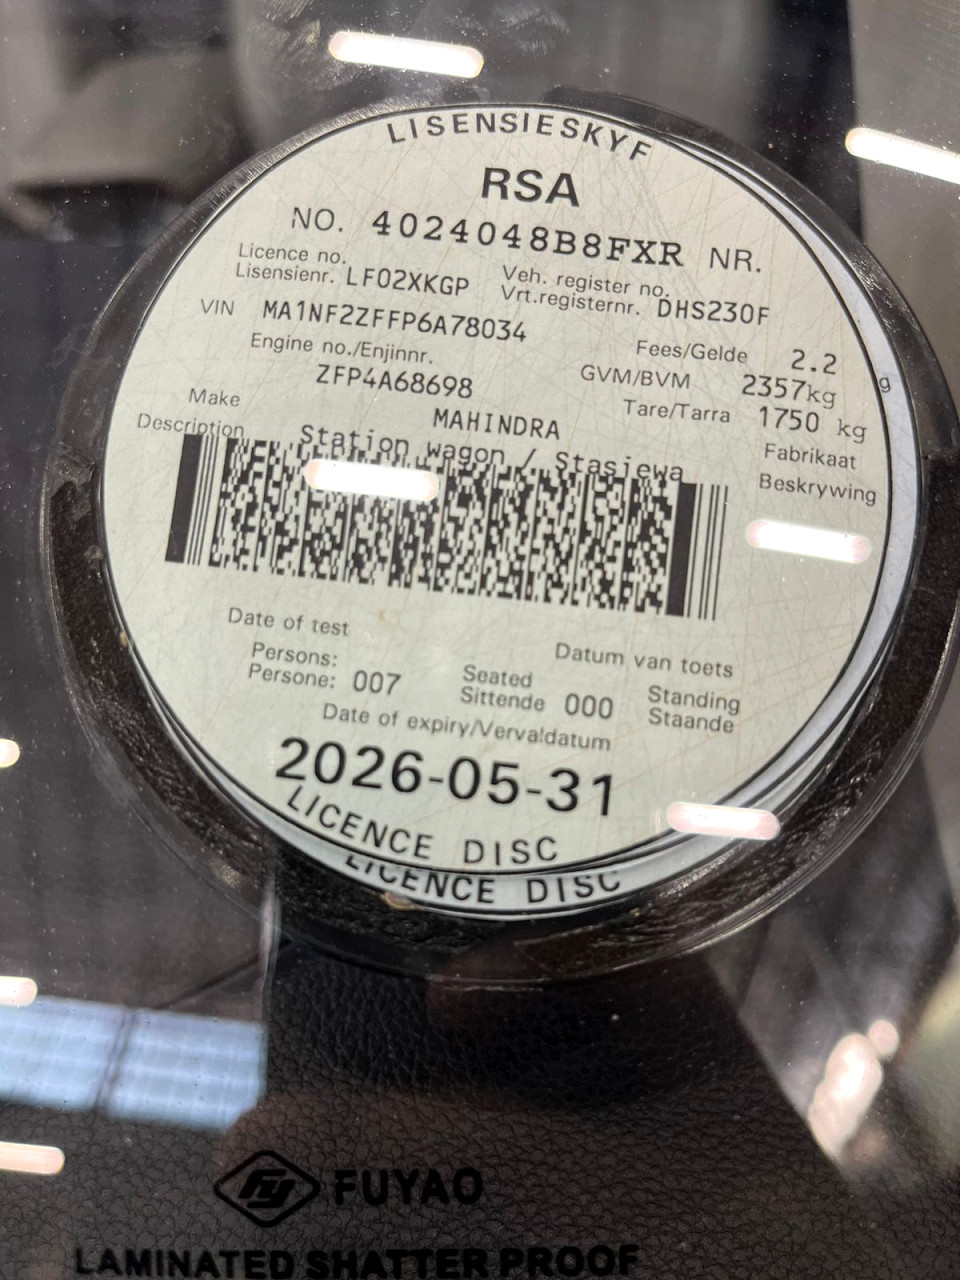 LISENSIESKYF
RSA
NO. 4024048B8FXR NR.
Licence no.
Lisensienr. LF02XKGP
Veh. register no.
Vrt.registernr. DHS230F
VIN MA1NF2ZFFP6A78034
Engine no./Enjinnr.
ZFP4A68698
Fees/Gelde 2.2
GVM/BVM 2357kg
g
Tare/Tarra 1750 kg
Make MAHINDRA Fabrikaat
Description Station wagon / Stasiewa Beskrywing
Date of test Datum van toets
Persons:
Persone: 007
Seated
Sittende 000
Standing
Staande
Date of expiry/Vervaldatum
2026-05-31
LICENCE DISC
LICENCE DISC
FUYAO
LAMINATED SHATTER PROOF